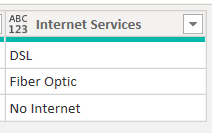 ABC
123 Internet Services
DSL
Fiber Optic
No Internet